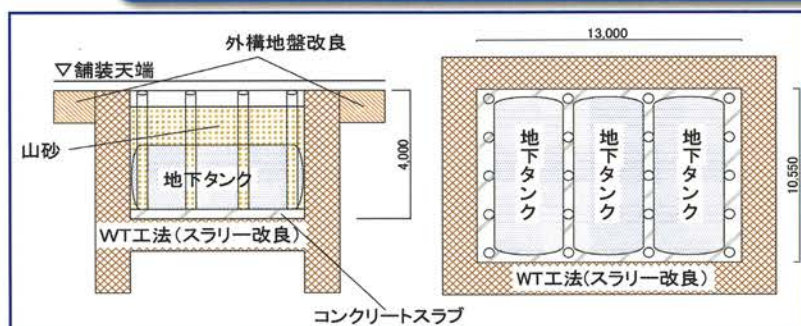 外構地盤改良
▽舗装天端
山砂
地下タンク
4,000
WT工法(スラリー改良)
コンクリートスラブ
13,000
地下タンク
地下タンク
地下タンク
10,550
WT工法(スラリー改良)